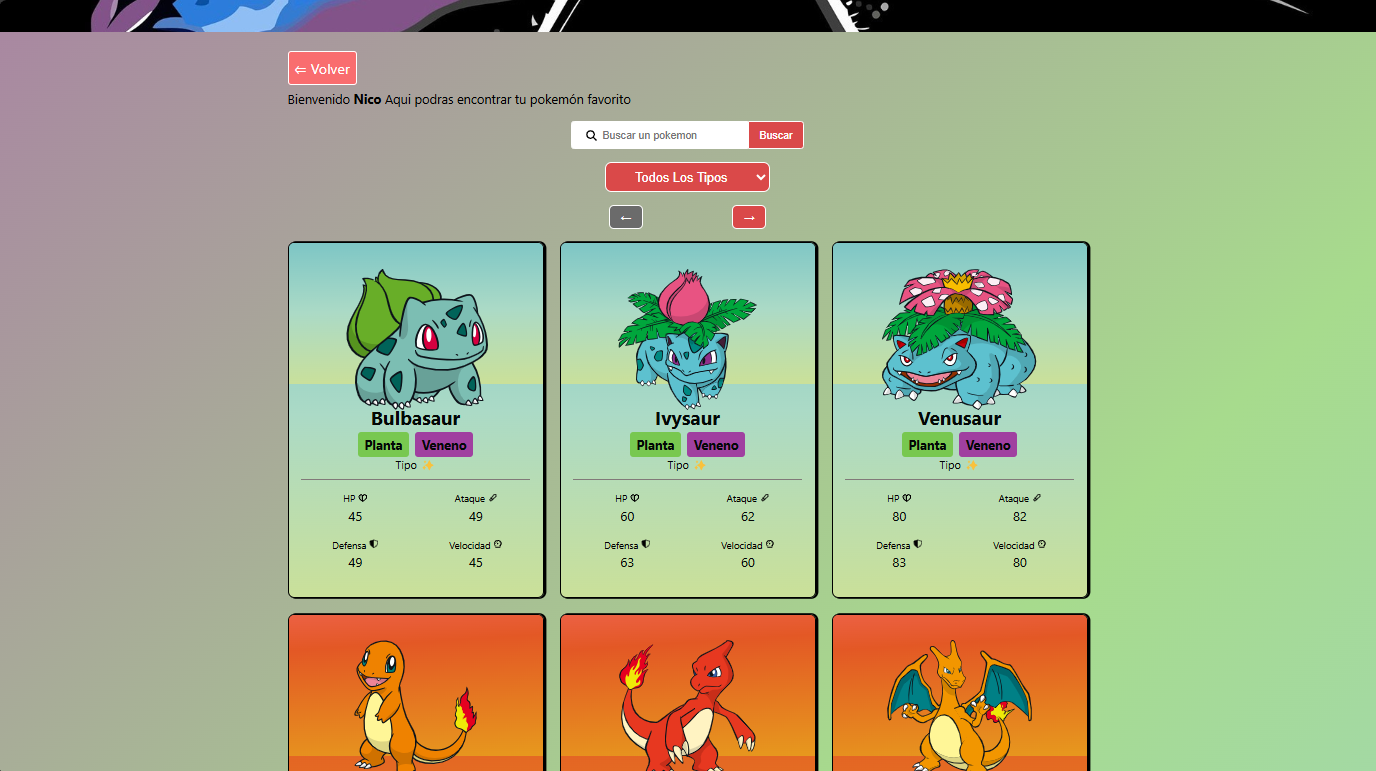 ⇐ Volver
Bienvenido Nico Aqui podras encontrar tu pokemón favorito
Buscar un pokemon Buscar
Todos Los Tipos
← →
Bulbasaur Ivysaur Venusaur
Planta Veneno Planta Veneno Planta Veneno
Tipo ✨ Tipo ✨ Tipo ✨
HP Ataque HP Ataque HP Ataque
45 49 60 62 80 82
Defensa Velocidad Defensa Velocidad Defensa Velocidad
49 45 63 60 83 80